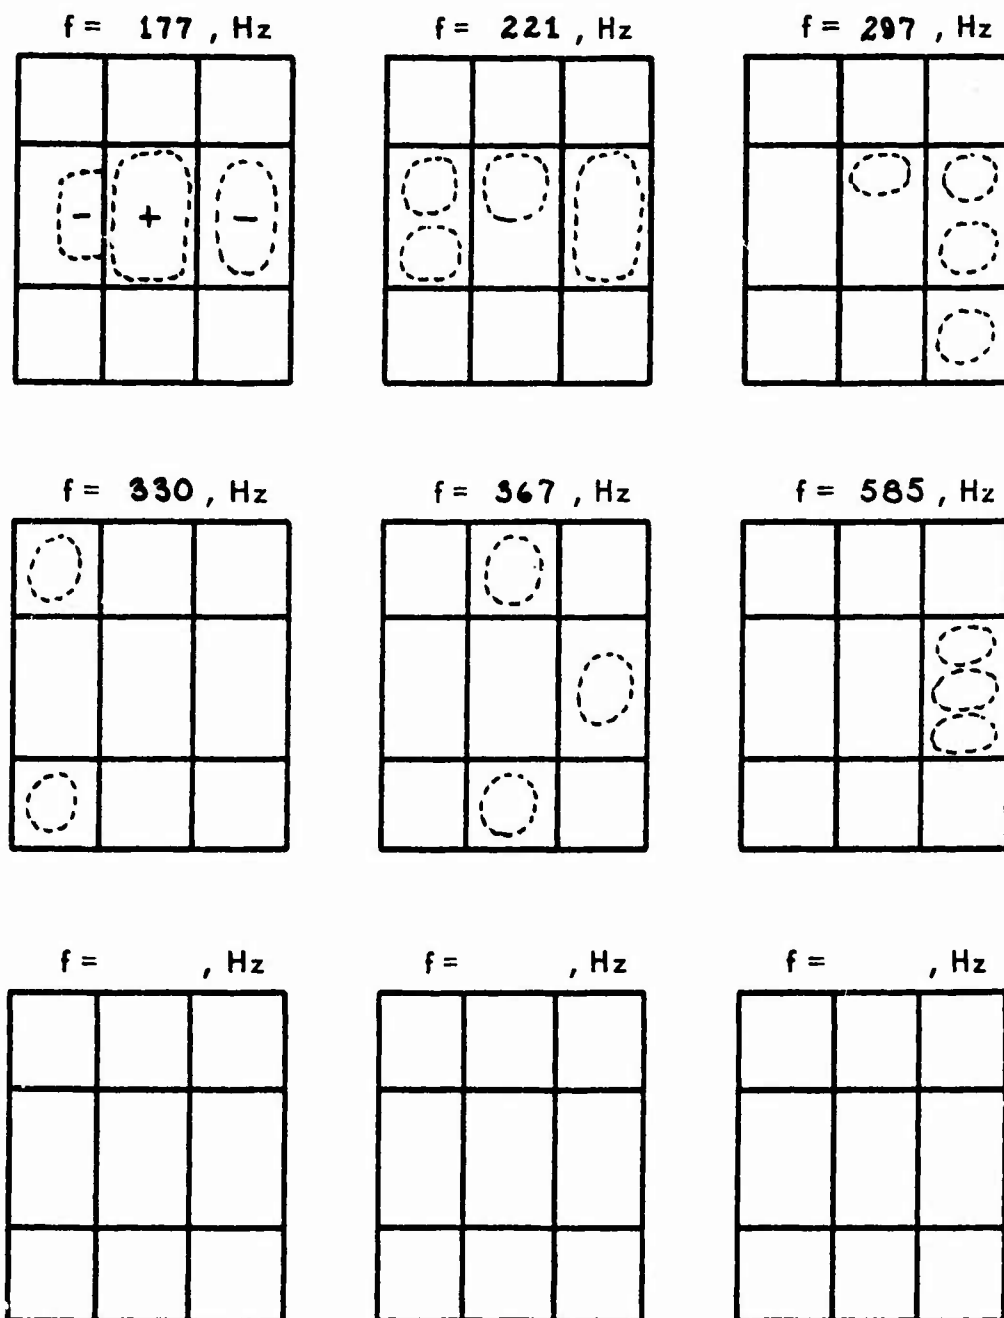 f = 177 , Hz
f = 221 , Hz
f = 297 , Hz
- + -
f = 330 , Hz
f = 367 , Hz
f = 585 , Hz
f = , Hz
f = , Hz
f = , Hz